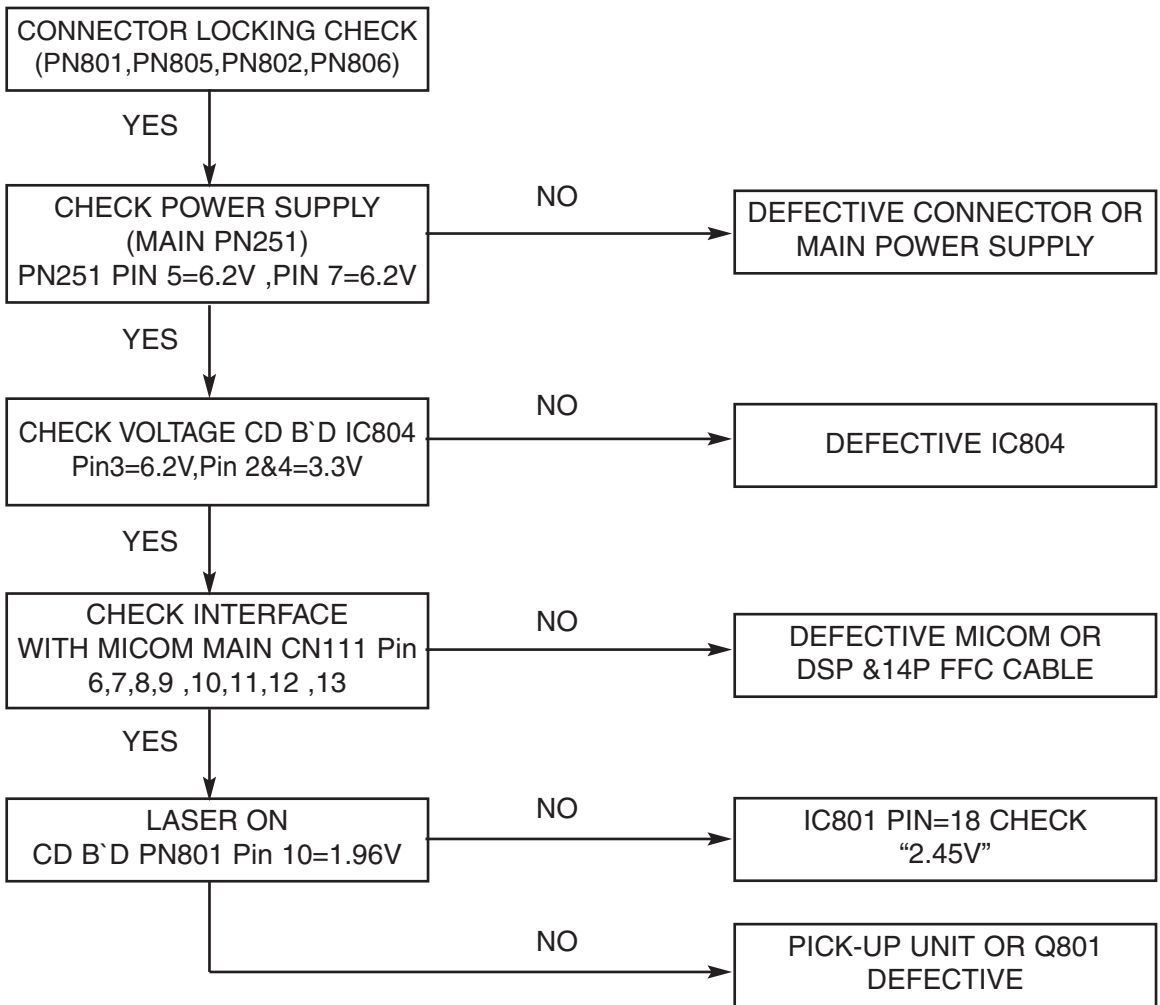 CONNECTOR LOCKING CHECK
(PN801,PN805,PN802,PN806)
YES
CHECK POWER SUPPLY
(MAIN PN251)
PN251 PIN 5=6.2V ,PIN 7=6.2V
NO
DEFECTIVE CONNECTOR OR
MAIN POWER SUPPLY
YES
CHECK VOLTAGE CD B`D IC804
Pin3=6.2V,Pin 2&4=3.3V
NO
DEFECTIVE IC804
YES
CHECK INTERFACE
WITH MICOM MAIN CN111 Pin
6,7,8,9 ,10,11,12 ,13
NO
DEFECTIVE MICOM OR
DSP &14P FFC CABLE
YES
LASER ON
CD B`D PN801 Pin 10=1.96V
NO
IC801 PIN=18 CHECK
“2.45V”
NO
PICK-UP UNIT OR Q801
DEFECTIVE